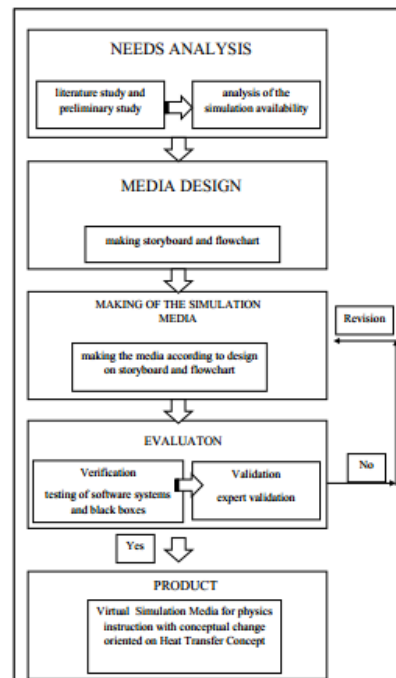 NEEDS ANALYSIS
literature study and
preliminary study
analysis of the
simulation availability
MEDIA DESIGN
making storyboard and flowchart
MAKING OF THE SIMULATION
MEDIA
Revision
making the media according to design
on storyboard and flowchart
EVALUATON
Verification
testing of software systems
and black boxes
Validation
expert validation
No
Yes
PRODUCT
Virtual Simulation Media for physics
instruction with conceptual change
oriented on Heat Transfer Concept